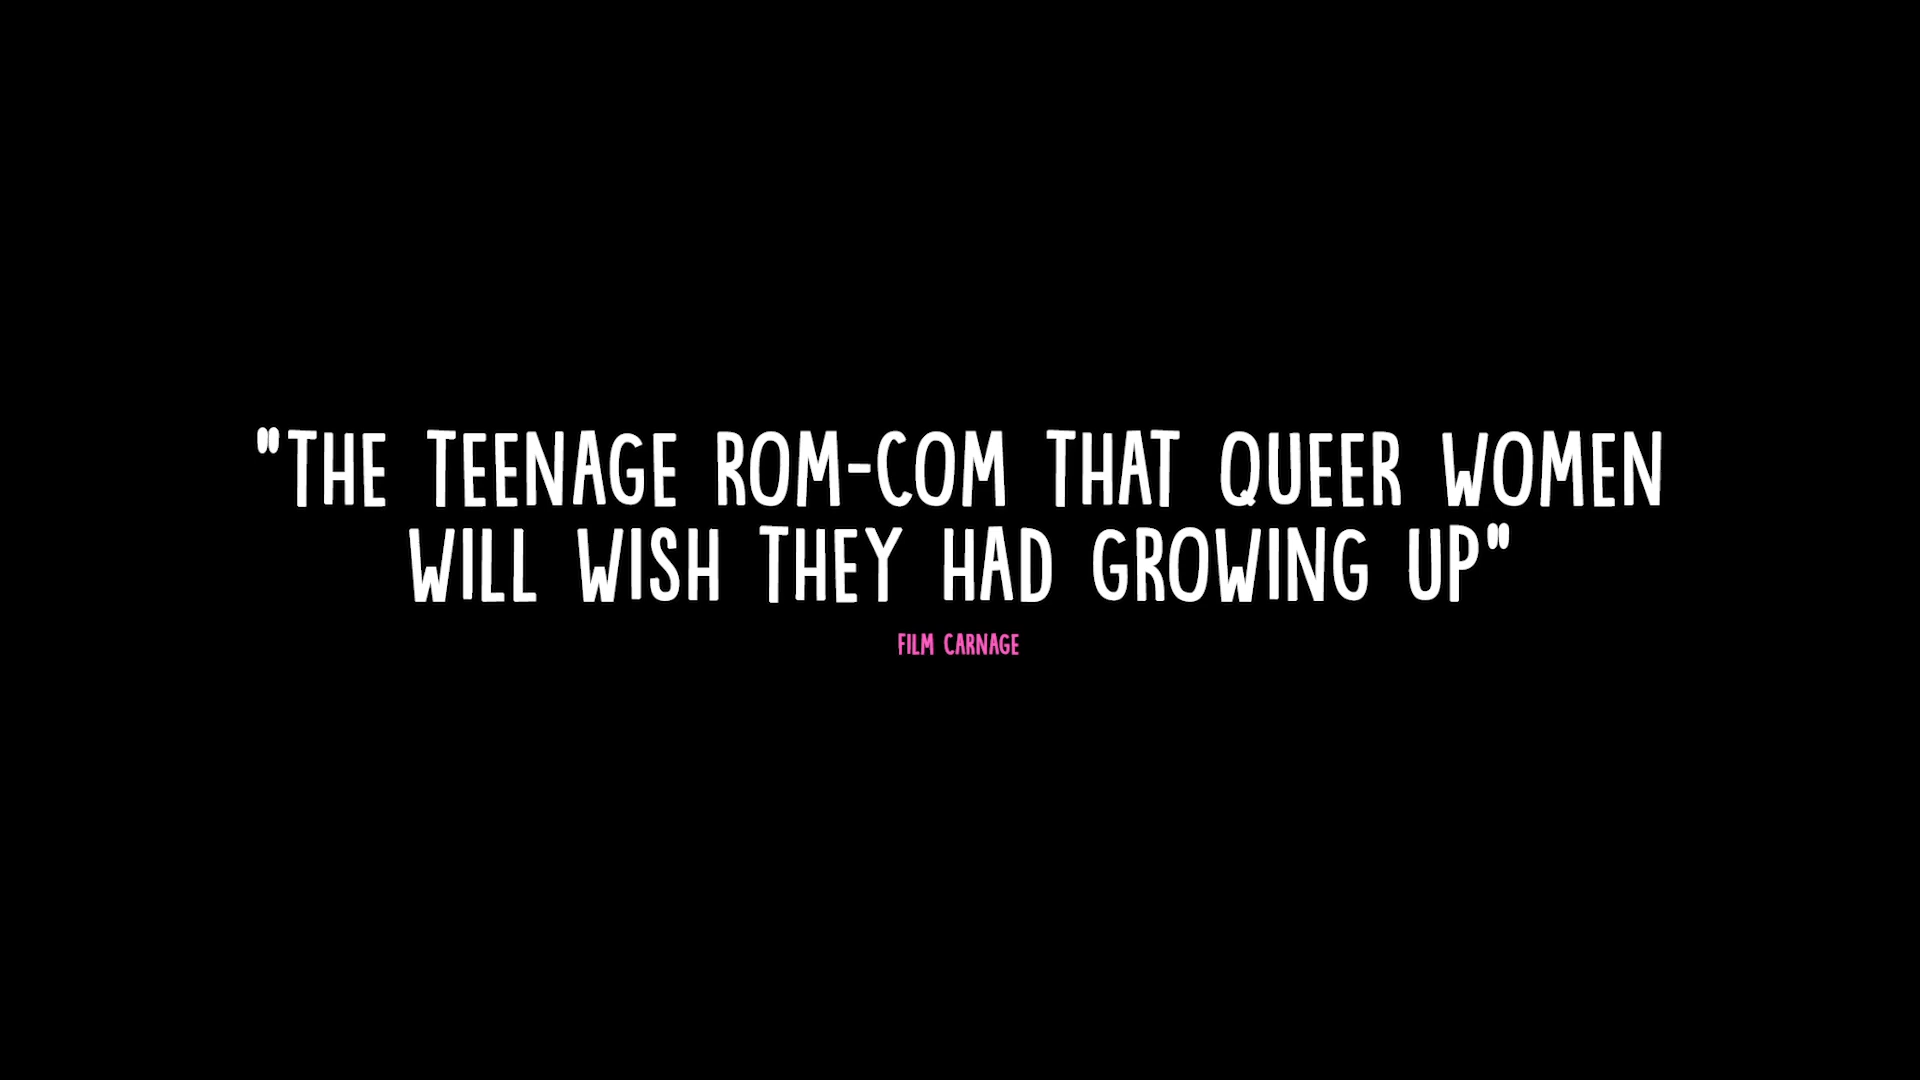 "THE TEENAGE ROM-COM THAT QUEER WOMEN
WILL WISH THEY HAD GROWING UP"
FILM CARNAGE